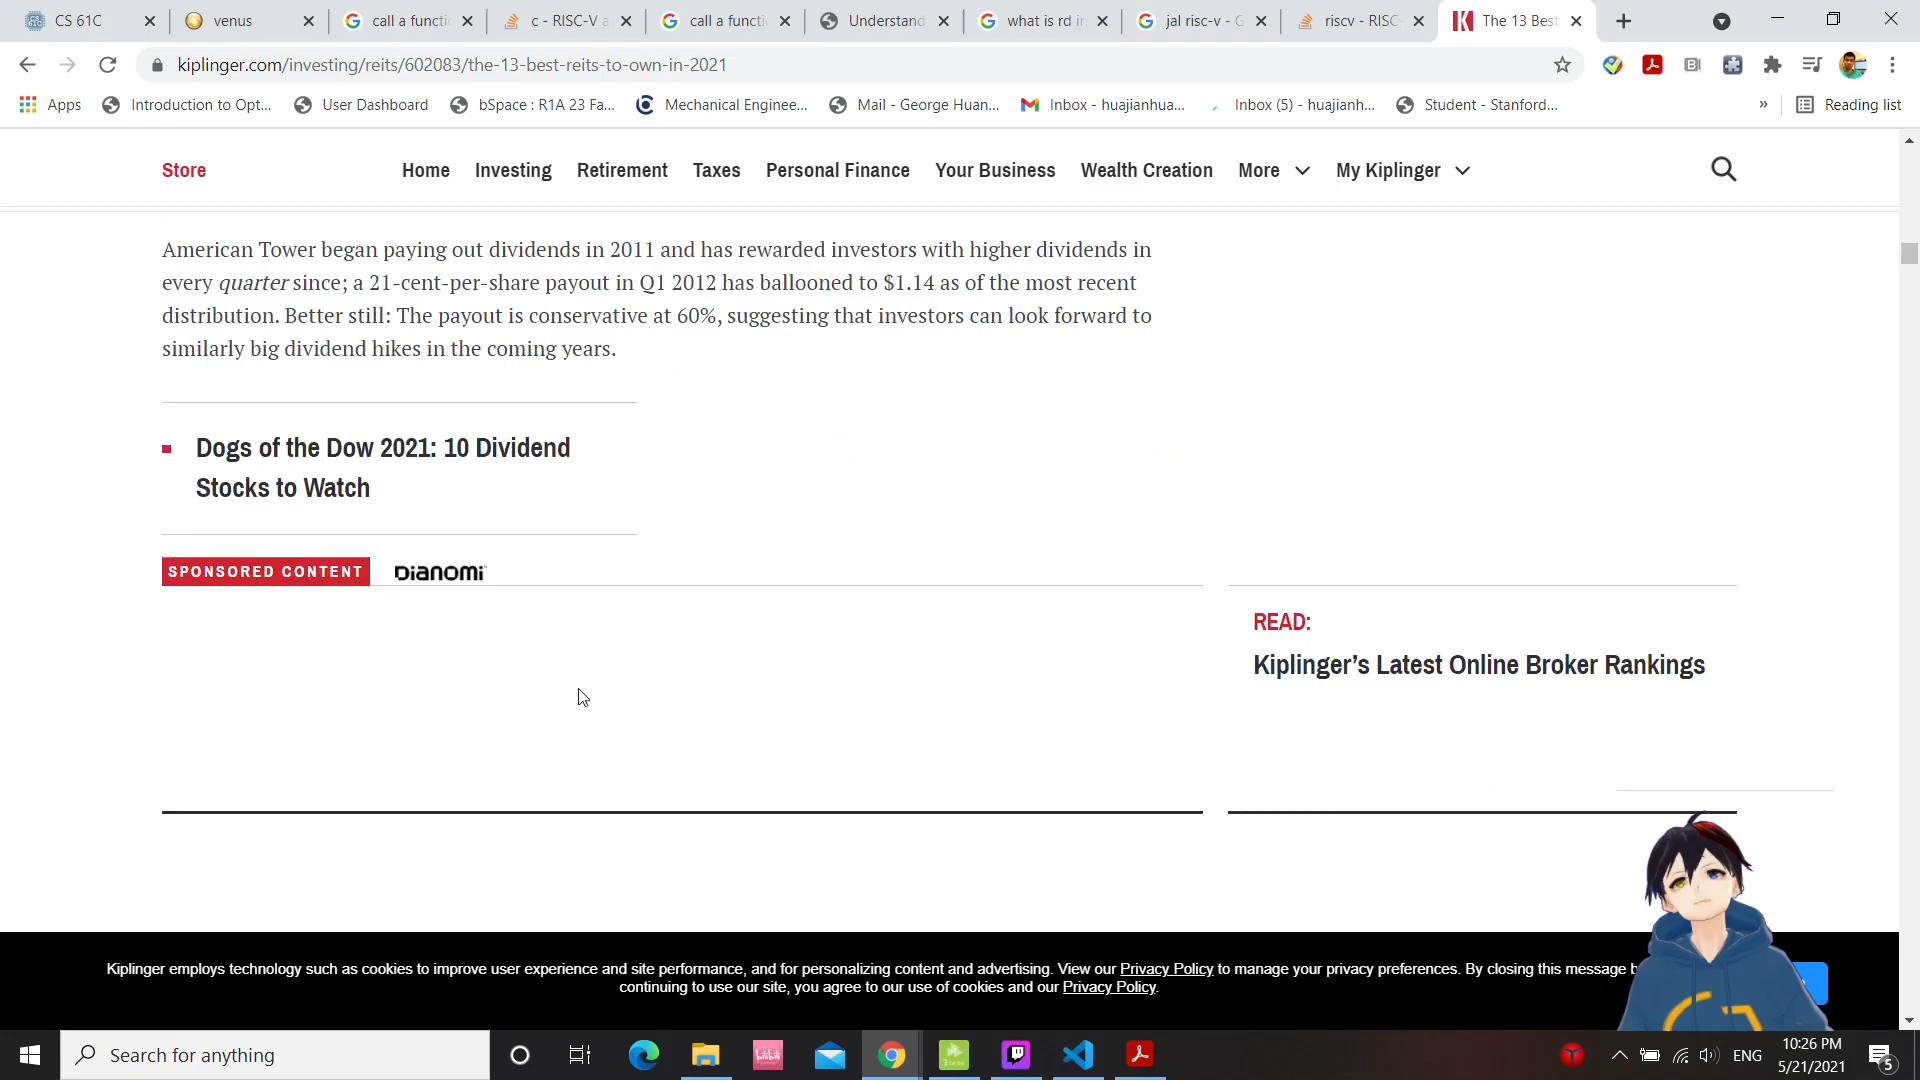 CS 61C
venus
call a functi
c - RISC-V a
call a functi
Understand
what is rd in
jal risc-v - G
riscv - RISC
The 13 Bes
kiplinger.com/investing/reits/602083/the-13-best-reits-to-own-in-2021
Apps
Introduction to Opt...
User Dashboard
bSpace : R1A 23 Fa...
Mechanical Enginee...
Mail - George Huan...
Inbox - huajianhua...
Inbox (5) - huajianh...
Student - Stanford...
»
Reading list
Store
Home
Investing
Retirement
Taxes
Personal Finance
Your Business
Wealth Creation
More
My Kiplinger
American Tower began paying out dividends in 2011 and has rewarded investors with higher dividends in
every quarter since; a 21-cent-per-share payout in Q1 2012 has ballooned to $1.14 as of the most recent
distribution. Better still: The payout is conservative at 60%, suggesting that investors can look forward to
similarly big dividend hikes in the coming years.
Dogs of the Dow 2021: 10 Dividend
Stocks to Watch
SPONSORED CONTENT
DIANOMI
READ:
Kiplinger’s Latest Online Broker Rankings
Kiplinger employs technology such as cookies to improve user experience and site performance, and for personalizing content and advertising. View our Privacy Policy to manage your privacy preferences. By closing this message
continuing to use our site, you agree to our use of cookies and our Privacy Policy.
Search for anything
ENG
10:26 PM
5/21/2021
5